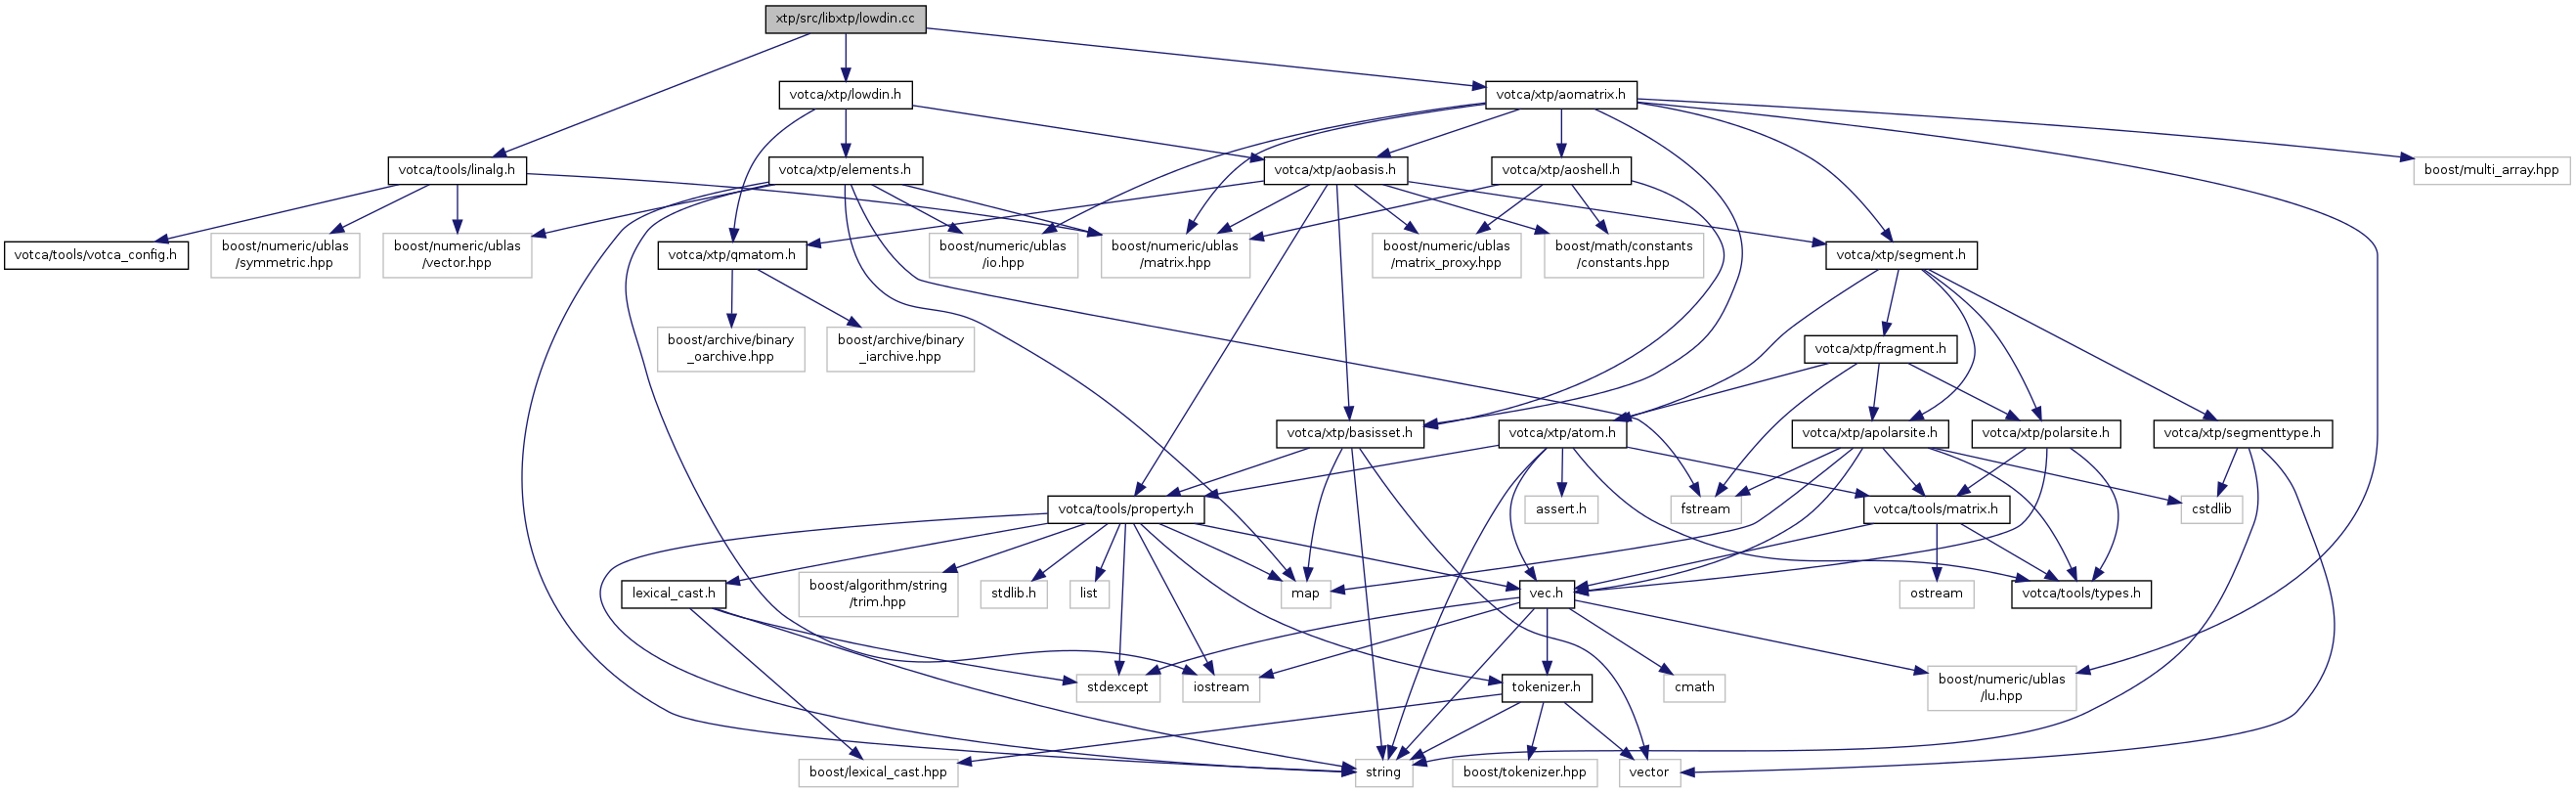 xtp/src/libxtp/lowdin.cc
votca/xtp/lowdin.h
votca/xtp/aomatrix.h
votca/tools/linalg.h
votca/xtp/elements.h
votca/xtp/aobasis.h
votca/xtp/aoshell.h
boost/multi_array.hpp
votca/tools/votca_config.h
boost/numeric/ublas
/symmetric.hpp
boost/numeric/ublas
/vector.hpp
votca/xtp/qmatom.h
boost/numeric/ublas
/io.hpp
boost/numeric/ublas
/matrix.hpp
boost/numeric/ublas
/matrix_proxy.hpp
boost/math/constants
/constants.hpp
votca/xtp/segment.h
boost/archive/binary
_oarchive.hpp
boost/archive/binary
_iarchive.hpp
votca/xtp/fragment.h
votca/xtp/basisset.h
votca/xtp/atom.h
votca/xtp/apolarsite.h
votca/xtp/polarsite.h
votca/xtp/segmenttype.h
votca/tools/property.h
fstream
assert.h
votca/tools/matrix.h
cstdlib
lexical_cast.h
boost/algorithm/string
/trim.hpp
stdlib.h
list
map
vec.h
ostream
votca/tools/types.h
stdexcept
iostream
tokenizer.h
cmath
boost/numeric/ublas
/lu.hpp
boost/lexical_cast.hpp
string
boost/tokenizer.hpp
vector